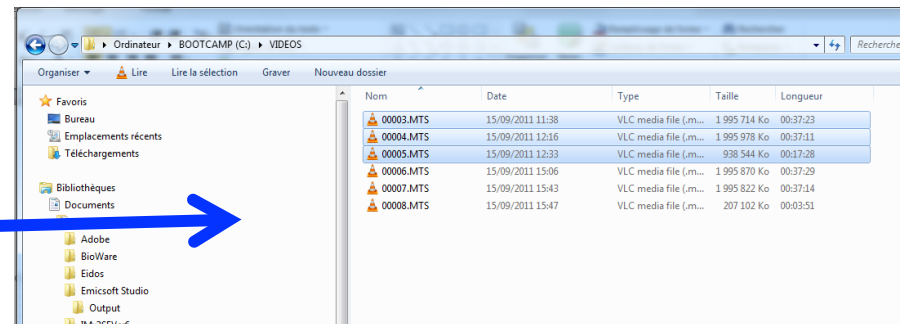 Ordinateur ▸ BOOTCAMP (C:) ▸ VIDEOS
Recherche
Organiser Lire Lire la sélection Graver Nouveau dossier
Favoris
Bureau
Emplacements récents
Téléchargements
Bibliothèques
Documents
Adobe
BioWare
Eidos
Emicsoft Studio
Output
Nom Date Type Taille Longueur
00003.MTS 15/09/2011 11:38 VLC media file (.m... 1 995 714 Ko 00:37:23
00004.MTS 15/09/2011 12:16 VLC media file (.m... 1 995 978 Ko 00:37:11
00005.MTS 15/09/2011 12:33 VLC media file (.m... 938 544 Ko 00:17:28
00006.MTS 15/09/2011 15:06 VLC media file (.m... 1 995 870 Ko 00:37:29
00007.MTS 15/09/2011 15:43 VLC media file (.m... 1 995 822 Ko 00:37:14
00008.MTS 15/09/2011 15:47 VLC media file (.m... 207 102 Ko 00:03:51